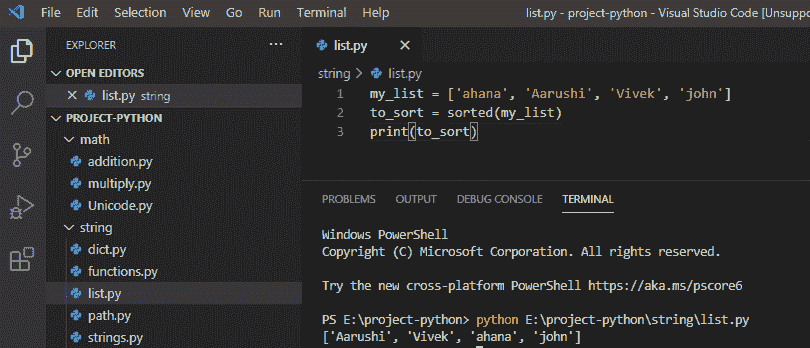 File Edit Selection View Go Run Terminal Help list.py - project-python - Visual Studio Code [Unsuppo
EXPLORER ...
OPEN EDITORS
list.py string
PROJECT-PYTHON
math
addition.py
multiply.py
Unicode.py
string
dict.py
functions.py
list.py
path.py
strings.py
list.py
string > list.py
1 my_list = ['ahana', 'Aarushi', 'Vivek', 'john']
2 to_sort = sorted(my_list)
3 print(to_sort)
PROBLEMS OUTPUT DEBUG CONSOLE TERMINAL
Windows PowerShell
Copyright (C) Microsoft Corporation. All rights reserved.
Try the new cross-platform PowerShell https://aka.ms/pscore6
PS E:\project-python> python E:\project-python\string\list.py
['Aarushi', 'Vivek', 'ahana', 'john']